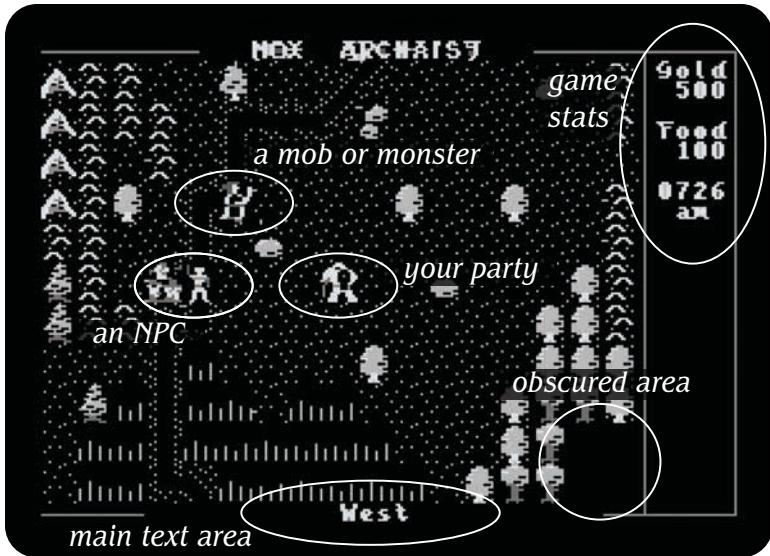 NOX ARCHAIST
game
stats
Gold
500
Food
100
0726
am
a mob or monster
your party
an NPC
obscured area
main text area
West